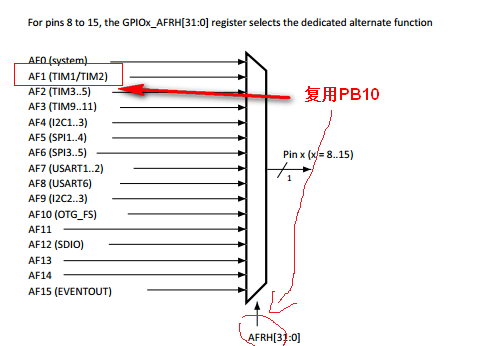 For pins 8 to 15, the GPIOx_AFRH[31:0] register selects the dedicated alternate function
AF0 (system)
AF1 (TIM1/TIM2)
AF2 (TIM3..5)
AF3 (TIM9..11)
AF4 (I2C1..3)
AF5 (SPI1..4)
AF6 (SPI3..5)
AF7 (USART1..2)
AF8 (USART6)
AF9 (I2C2..3)
AF10 (OTG_FS)
AF11
AF12 (SDIO)
AF13
AF14
AF15 (EVENTOUT)
复用PB10
Pin x (x = 8..15)
1
AFRH[31:0]